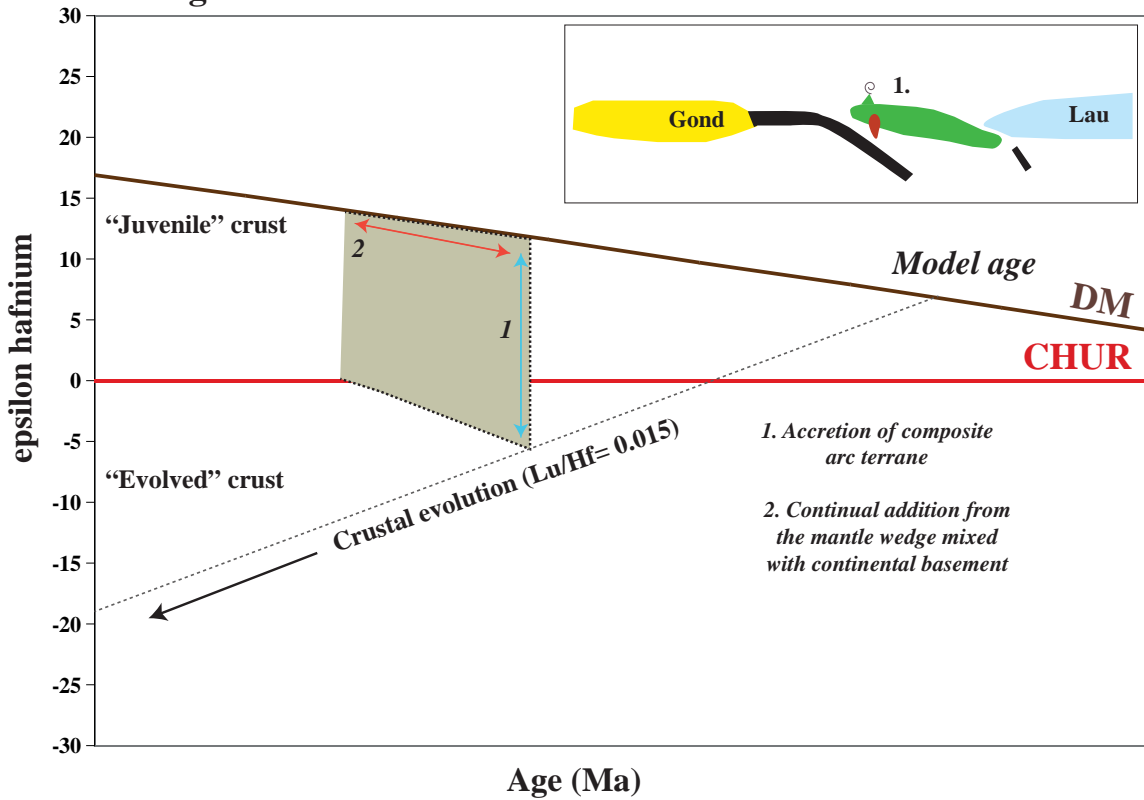 g
30
25
20
15
10
5
0
-5
-10
-15
-20
-25
-30
epsilon hafnium
Age (Ma)
Gond
1.
Lau
“Juvenile” crust
2
1
Model age
DM
CHUR
“Evolved” crust
Crustal evolution (Lu/Hf= 0.015)
1. Accretion of composite
arc terrane
2. Continual addition from
the mantle wedge mixed
with continental basement